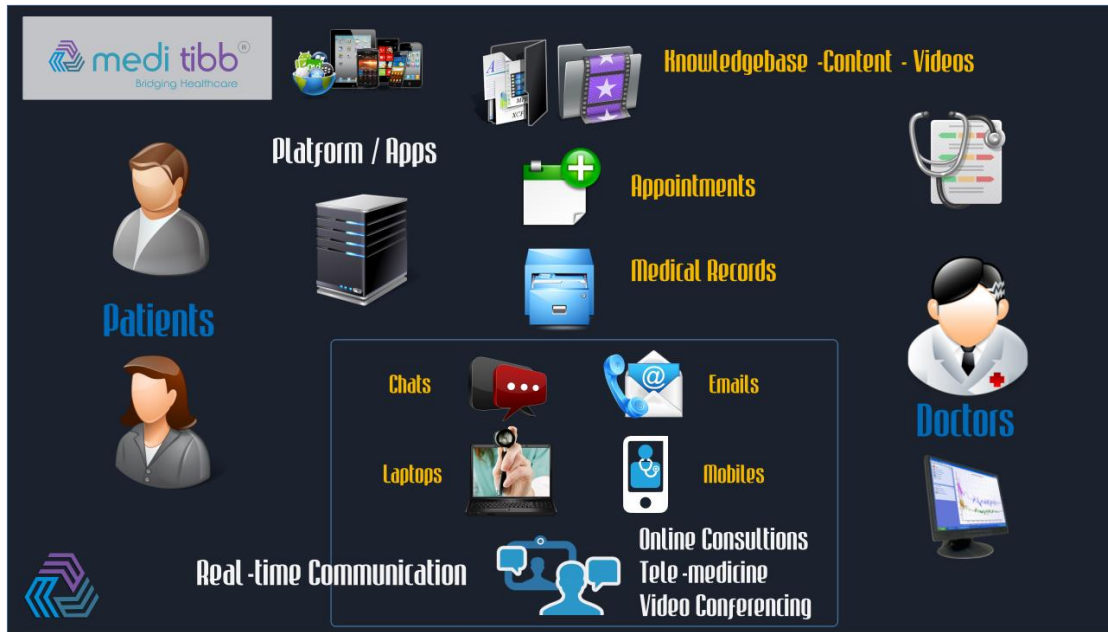 medi tibb®
Bridging Healthcare
Knowledgebase -Content - Videos
Platform / Apps
Appointments
Medical Records
Patients
Doctors
Chats
Emails
Laptops
Mobiles
Real -time Communication
Online Consultions
Tele -medicine
Video Conferencing
@
A